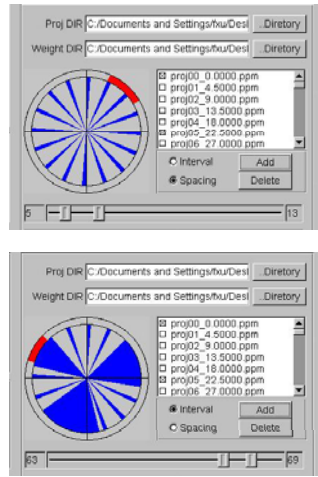 Proj DIR C:/Documents and Settings/fxu/Desl ..Diretory
Weight DIR C:/Documents and Settings/fxu/Desl ..Diretory
proj00_0.0000.ppm
proj01_4.5000.ppm
proj02_9.0000.ppm
proj03_13.5000.ppm
proj04_18.0000.ppm
proj05_22.5000.ppm
proj06_27.0000.ppm
Interval Add
Spacing Delete
5 13
Proj DIR C:/Documents and Settings/fxu/Desl ..Diretory
Weight DIR C:/Documents and Settings/fxu/Desl ..Diretory
proj00_0.0000.ppm
proj01_4.5000.ppm
proj02_9.0000.ppm
proj03_13.5000.ppm
proj04_18.0000.ppm
proj05_22.5000.ppm
proj06_27.0000.ppm
Interval Add
Spacing Delete
63 69